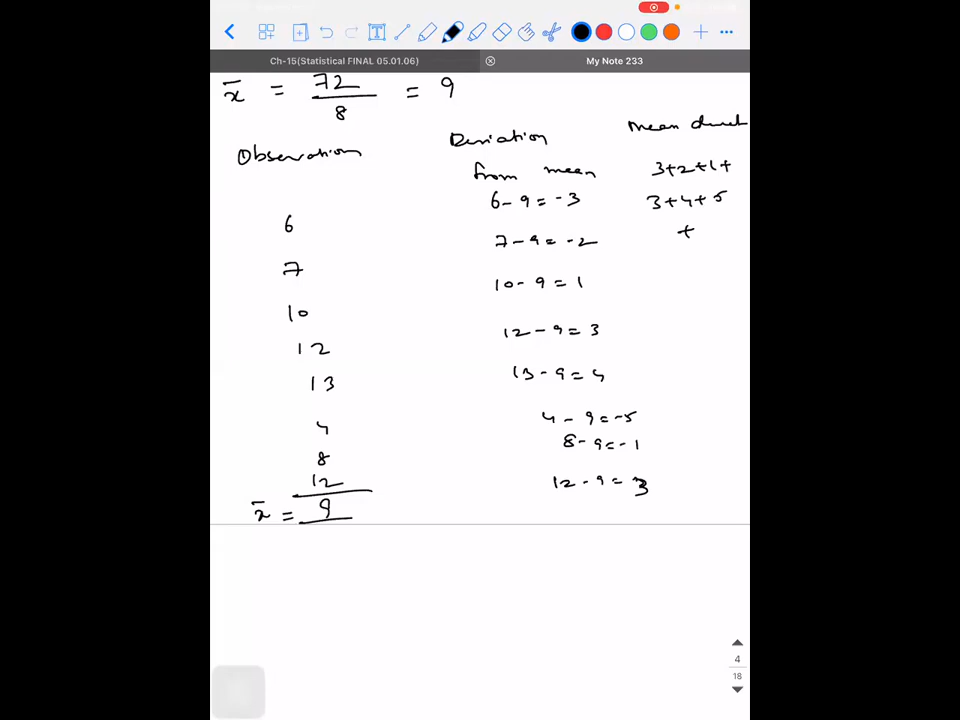 Ch-15(Statistical FINAL 05.01.06)
My Note 233
x̄ = 72/8 = 9
Observation
Deviation from mean
mean
6
7
10
12
13
4
8
12
x̄ = 9
6 - 9 = -3
7 - 9 = -2
10 - 9 = 1
12 - 9 = 3
13 - 9 = 4
4 - 9 = -5
8 - 9 = -1
12 - 9 = 3
3+2+1+
3+4+5
+
4
18